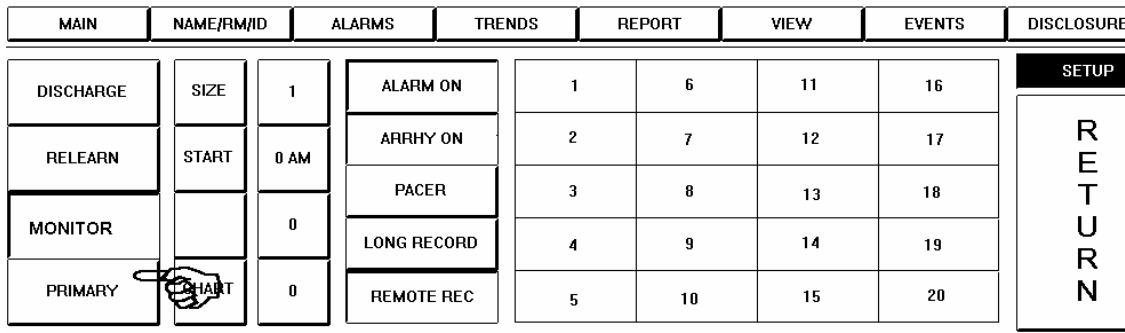 MAIN NAME/RM/ID ALARMS TRENDS REPORT VIEW EVENTS DISCLOSURE
SETUP
DISCHARGE SIZE 1 ALARM ON 1 6 11 16
RELEARN START 0 AM ARRHY ON 2 7 12 17
PACER 3 8 13 18
MONITOR 0 LONG RECORD 4 9 14 19
PRIMARY CHART 0 REMOTE REC 5 10 15 20
RETURN